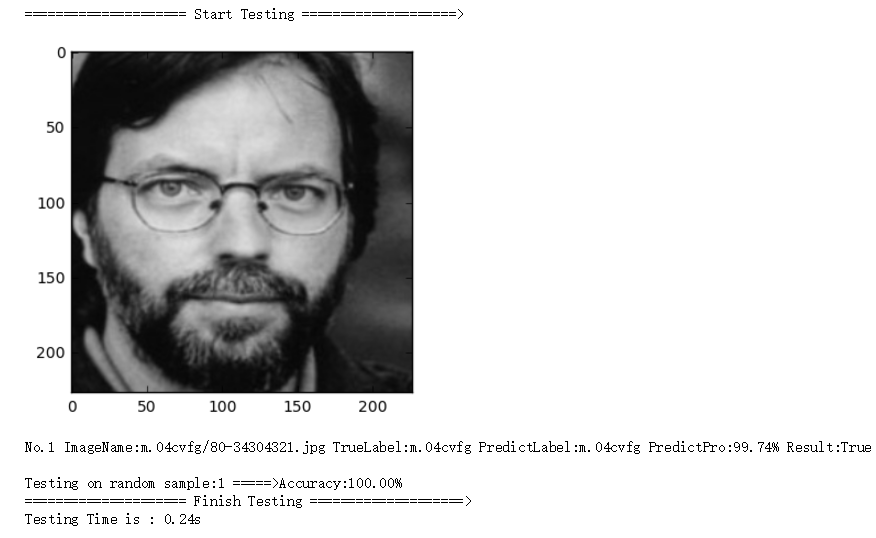 ==================== Start Testing ===================>
0
50
100
150
200
0 50 100 150 200
No.1 ImageName:m.04cvfg/80-34304321.jpg TrueLabel:m.04cvfg PredictLabel:m.04cvfg PredictPro:99.74% Result:True
Testing on random sample:1 =====>Accuracy:100.00%
==================== Finish Testing ===================>
Testing Time is : 0.24s